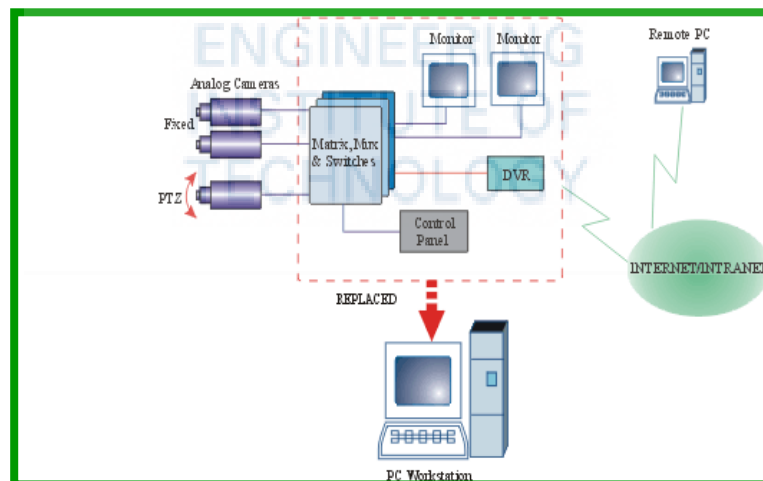 ENGINEERING
INSTITUTE OF
TECHNOLOGY
Monitor
Monitor
Remote PC
Analog Cameras
Fixed
Matrix, Mux
& Switches
PTZ
DVR
Control
Panel
INTERNET/INTRANET
REPLACED
PC Workstation